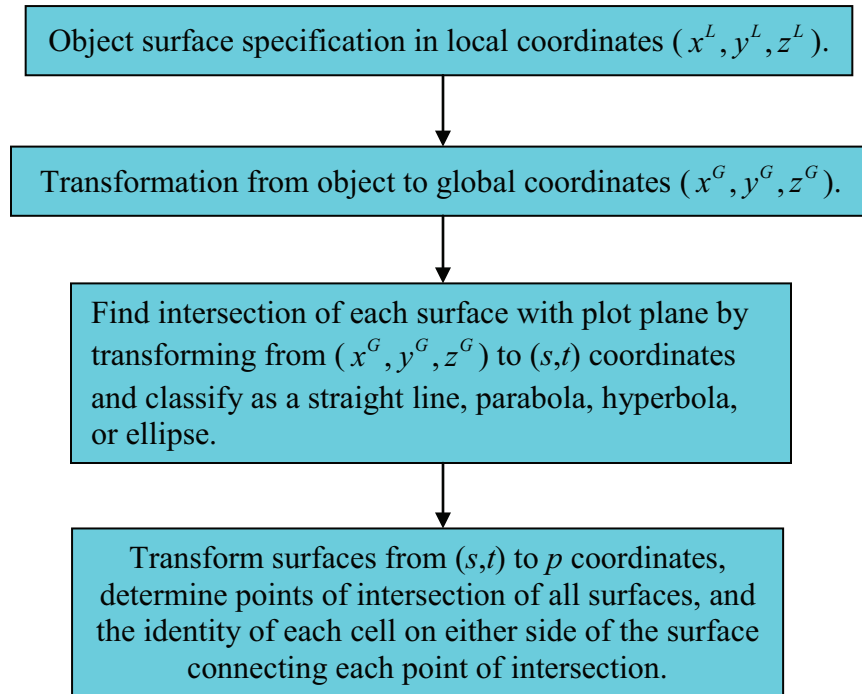 Object surface specification in local coordinates (x^L, y^L, z^L).
Transformation from object to global coordinates (x^G, y^G, z^G).
Find intersection of each surface with plot plane by
transforming from (x^G, y^G, z^G) to (s,t) coordinates
and classify as a straight line, parabola, hyperbola,
or ellipse.
Transform surfaces from (s,t) to p coordinates,
determine points of intersection of all surfaces, and
the identity of each cell on either side of the surface
connecting each point of intersection.